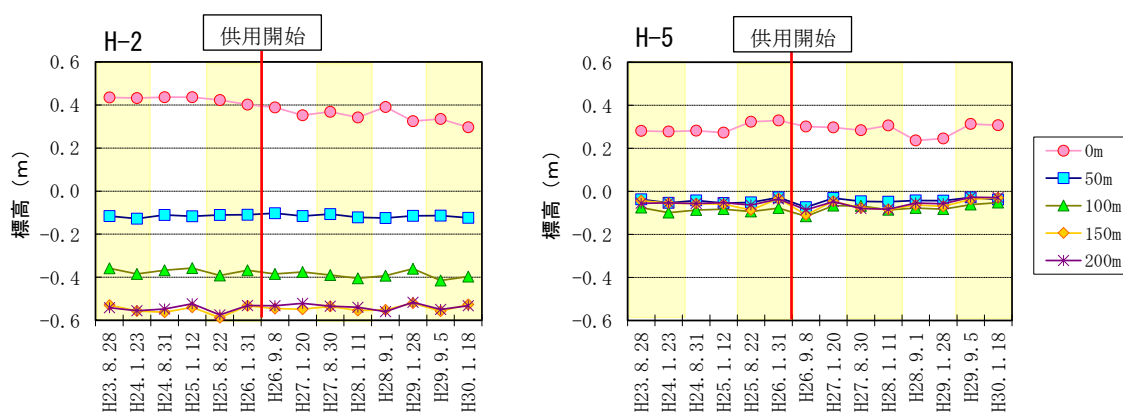 H-2
供用開始
標高 (m)
0.6
0.4
0.2
0.0
-0.2
-0.4
-0.6
H23.8.28
H24.1.23
H24.8.31
H25.1.12
H25.8.22
H26.1.31
H26.9.8
H27.1.20
H27.8.30
H28.1.11
H28.9.1
H29.1.28
H29.9.5
H30.1.18
H-5
供用開始
標高 (m)
0.6
0.4
0.2
0.0
-0.2
-0.4
-0.6
H23.8.28
H24.1.23
H24.8.31
H25.1.12
H25.8.22
H26.1.31
H26.9.8
H27.1.20
H27.8.30
H28.1.11
H28.9.1
H29.1.28
H29.9.5
H30.1.18
0m
50m
100m
150m
200m